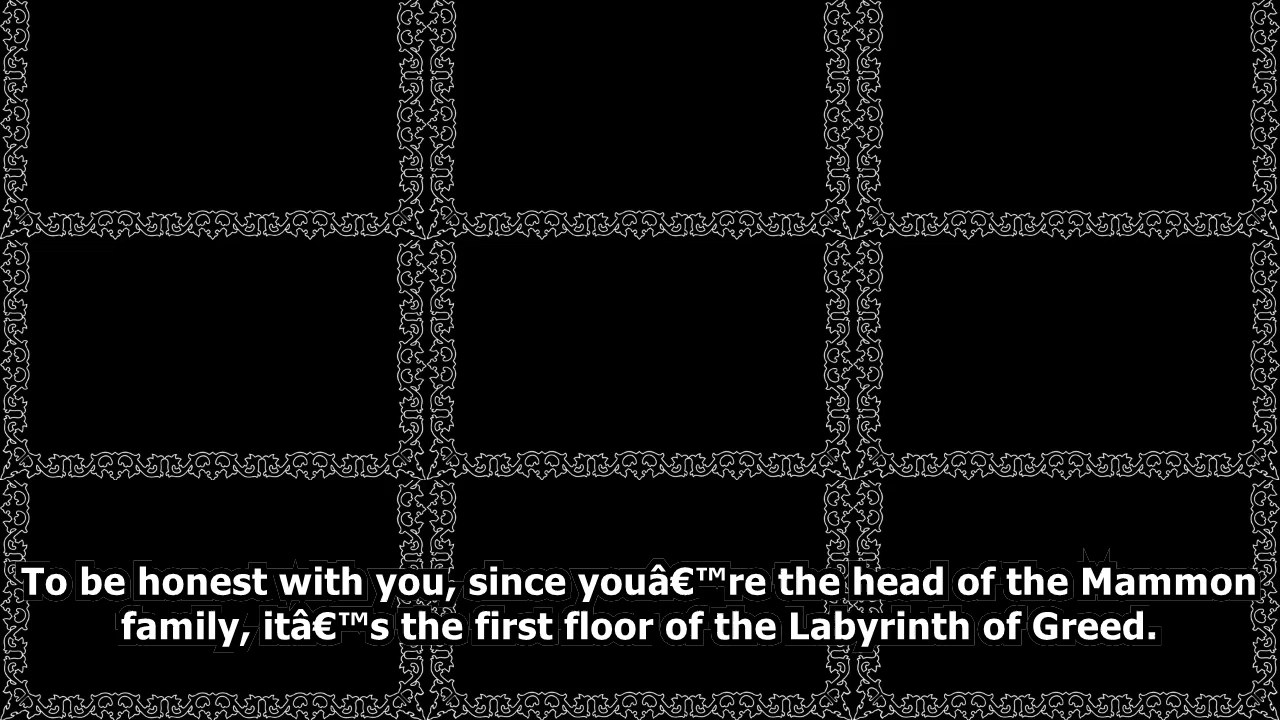 To be honest with you, since youâ€™re the head of the Mammon
family, itâ€™s the first floor of the Labyrinth of Greed.